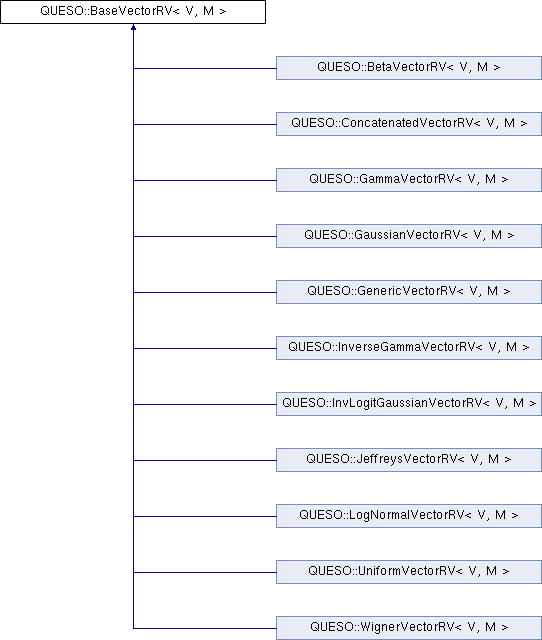 QUESO::BaseVectorRV< V, M >
QUESO::BetaVectorRV< V, M >
QUESO::ConcatenatedVectorRV< V, M >
QUESO::GammaVectorRV< V, M >
QUESO::GaussianVectorRV< V, M >
QUESO::GenericVectorRV< V, M >
QUESO::InverseGammaVectorRV< V, M >
QUESO::InvLogitGaussianVectorRV< V, M >
QUESO::JeffreysVectorRV< V, M >
QUESO::LogNormalVectorRV< V, M >
QUESO::UniformVectorRV< V, M >
QUESO::WignerVectorRV< V, M >